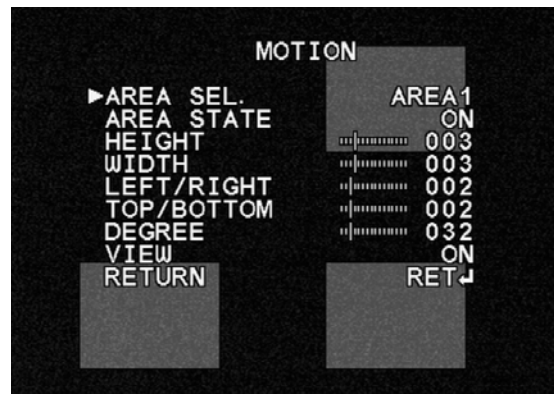 MOTION
►AREA SEL. AREA1
AREA STATE ON
HEIGHT 003
WIDTH 003
LEFT/RIGHT 002
TOP/BOTTOM 002
DEGREE 032
VIEW ON
RETURN RET↲